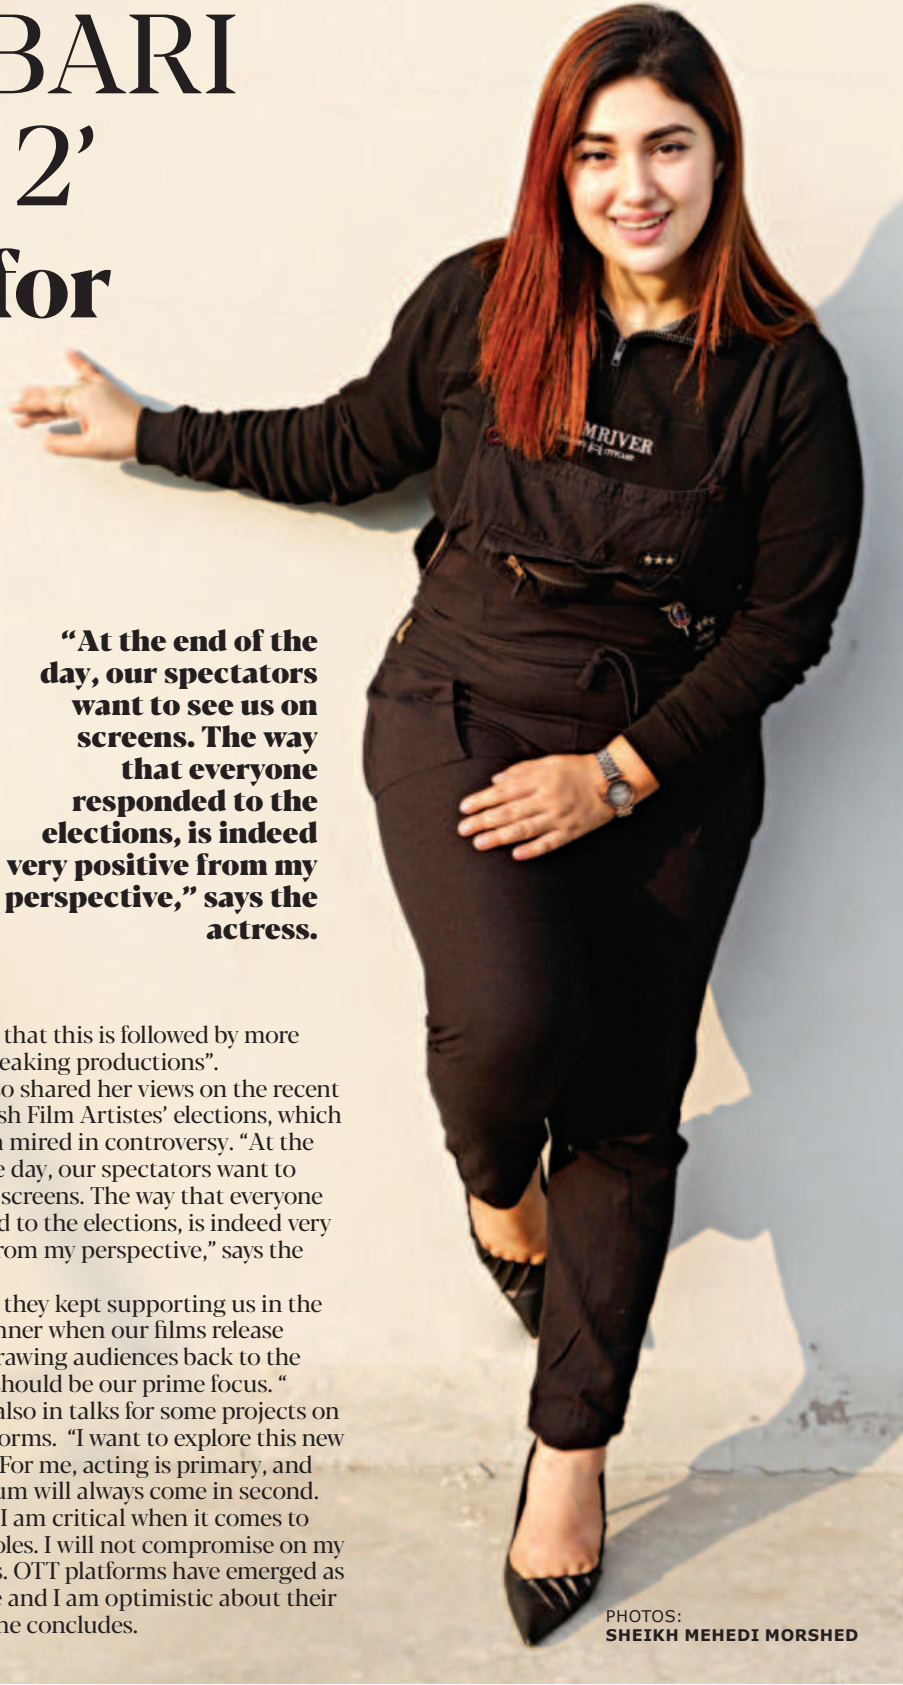 BARI
2’
for
MRIVER
“At the end of the
day, our spectators
want to see us on
screens. The way
that everyone
responded to the
elections, is indeed
very positive from my
perspective,” says the
actress.
that this is followed by more
eaking productions”.
o shared her views on the recent
sh Film Artistes’ elections, which
n mired in controversy. “At the
e day, our spectators want to
screens. The way that everyone
d to the elections, is indeed very
rom my perspective,” says the
they kept supporting us in the
nner when our films release
rawing audiences back to the
should be our prime focus. “
also in talks for some projects on
orms. “I want to explore this new
For me, acting is primary, and
um will always come in second.
I am critical when it comes to
oles. I will not compromise on my
s. OTT platforms have emerged as
e and I am optimistic about their
he concludes.
PHOTOS:
SHEIKH MEHEDI MORSHED